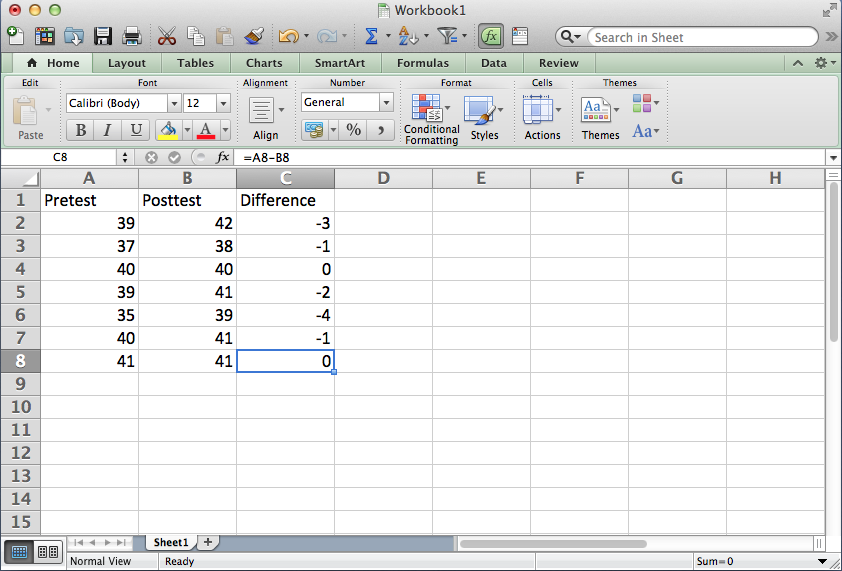 Workbook1
Search in Sheet
Home Layout Tables Charts SmartArt Formulas Data Review
Edit Font Alignment Number Format Cells Themes
Calibri (Body) 12 General
Paste B I U A Align % , Conditional Formatting Styles Actions Aa Themes Aa
C8 fx =A8-B8
A B C D E F G H
1 Pretest Posttest Difference
2 39 42 -3
3 37 38 -1
4 40 40 0
5 39 41 -2
6 35 39 -4
7 40 41 -1
8 41 41 0
9
10
11
12
13
14
15
Sheet1 +
Normal View Ready Sum=0